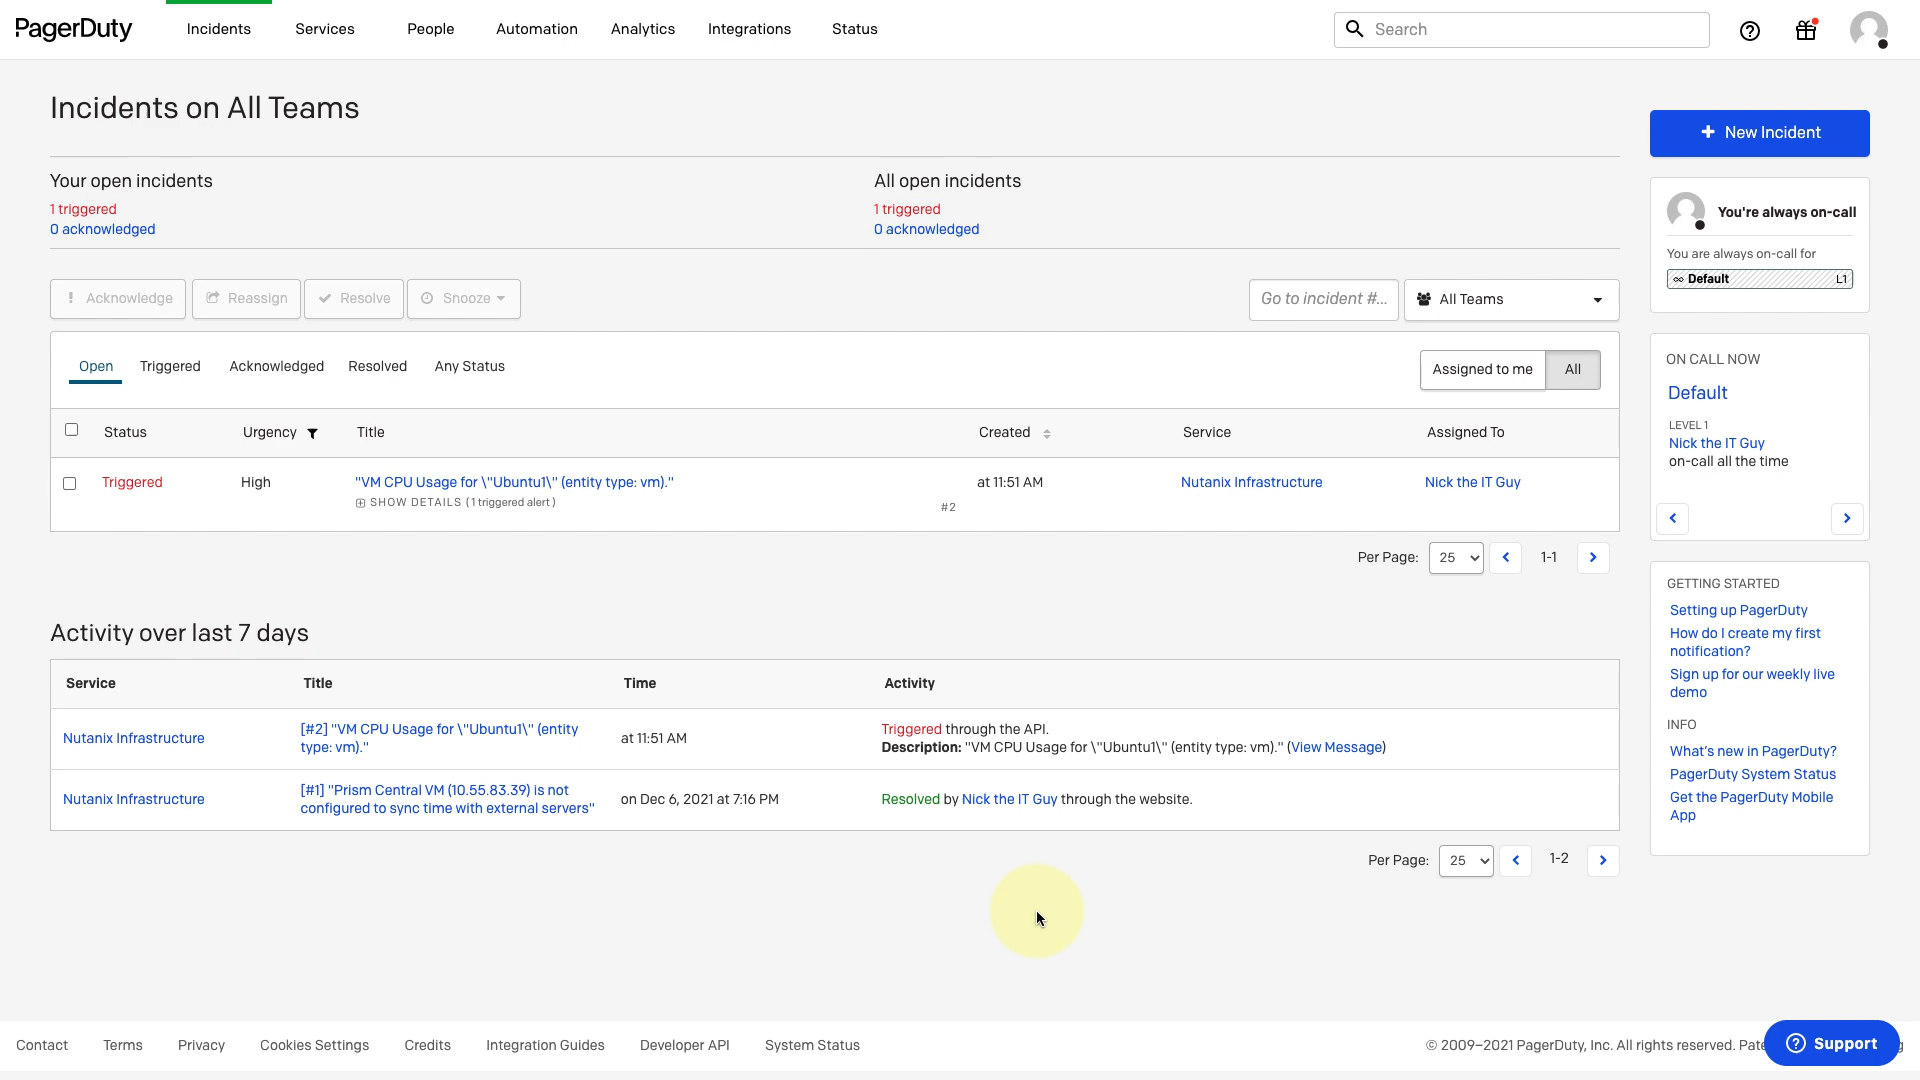 PagerDuty Incidents Services People Automation Analytics Integrations Status Search
Incidents on All Teams
New Incident
Your open incidents
1 triggered
0 acknowledged
All open incidents
1 triggered
0 acknowledged
You're always on-call
You are always on-call for
Default L1
Acknowledge Reassign Resolve Snooze Go to incident #... All Teams
Open Triggered Acknowledged Resolved Any Status Assigned to me All
Status Urgency Title Created Service Assigned To
Triggered High "VM CPU Usage for \"Ubuntu1\" (entity type: vm)." at 11:51 AM Nutanix Infrastructure Nick the IT Guy
SHOW DETAILS (1 triggered alert) #2
Per Page: 25 1-1
ON CALL NOW
Default
LEVEL 1
Nick the IT Guy
on-call all the time
Activity over last 7 days
Service Title Time Activity
Nutanix Infrastructure
[#2] "VM CPU Usage for \"Ubuntu1\" (entity
type: vm)."
at 11:51 AM
Triggered through the API.
Description: "VM CPU Usage for \"Ubuntu1\" (entity type: vm)." (View Message)
Nutanix Infrastructure
[#1] "Prism Central VM (10.55.83.39) is not
configured to sync time with external servers"
on Dec 6, 2021 at 7:16 PM
Resolved by Nick the IT Guy through the website.
Per Page: 25 1-2
GETTING STARTED
Setting up PagerDuty
How do I create my first
notification?
Sign up for our weekly live
demo
INFO
What's new in PagerDuty?
PagerDuty System Status
Get the PagerDuty Mobile
App
Contact Terms Privacy Cookies Settings Credits Integration Guides Developer API System Status © 2009–2021 PagerDuty, Inc. All rights reserved.
Support